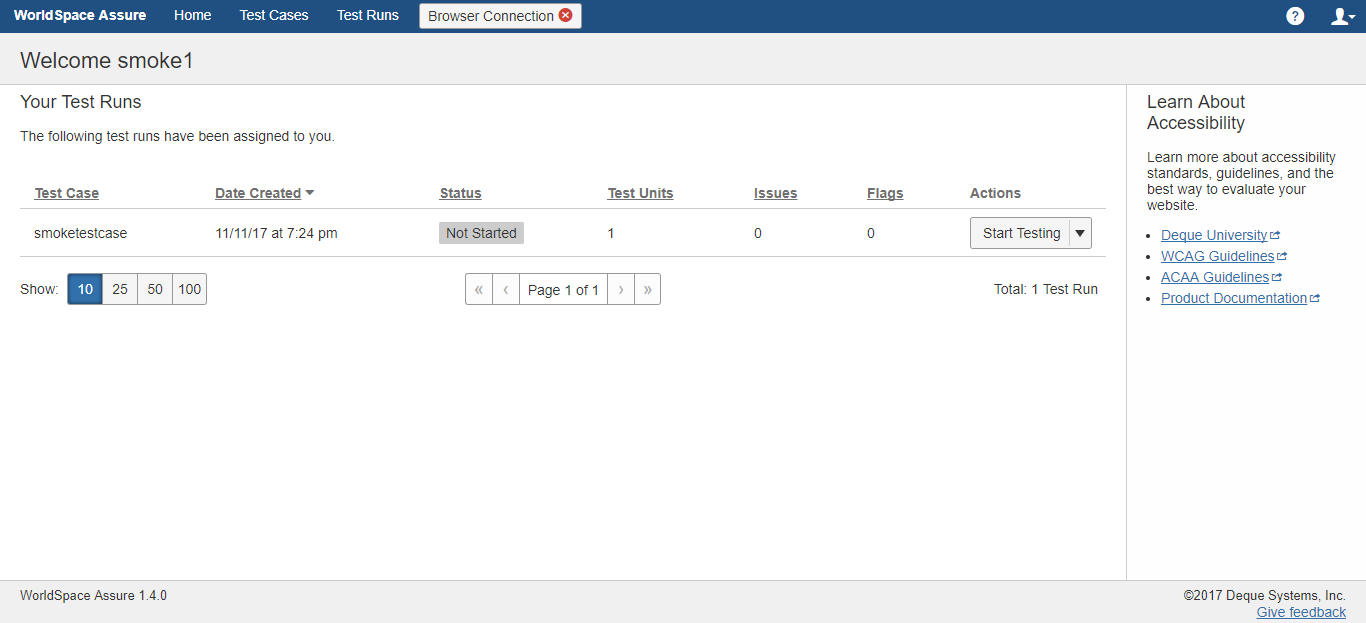 WorldSpace Assure Home Test Cases Test Runs Browser Connection ?
Welcome smoke1
Your Test Runs
The following test runs have been assigned to you.
Test Case Date Created Status Test Units Issues Flags Actions
smoketestcase 11/11/17 at 7:24 pm Not Started 1 0 0 Start Testing
Show: 10 25 50 100 « ‹ Page 1 of 1 › » Total: 1 Test Run
Learn About
Accessibility
Learn more about accessibility
standards, guidelines, and the
best way to evaluate your
website.
• Deque University
• WCAG Guidelines
• ACAA Guidelines
• Product Documentation
WorldSpace Assure 1.4.0 ©2017 Deque Systems, Inc.
Give feedback